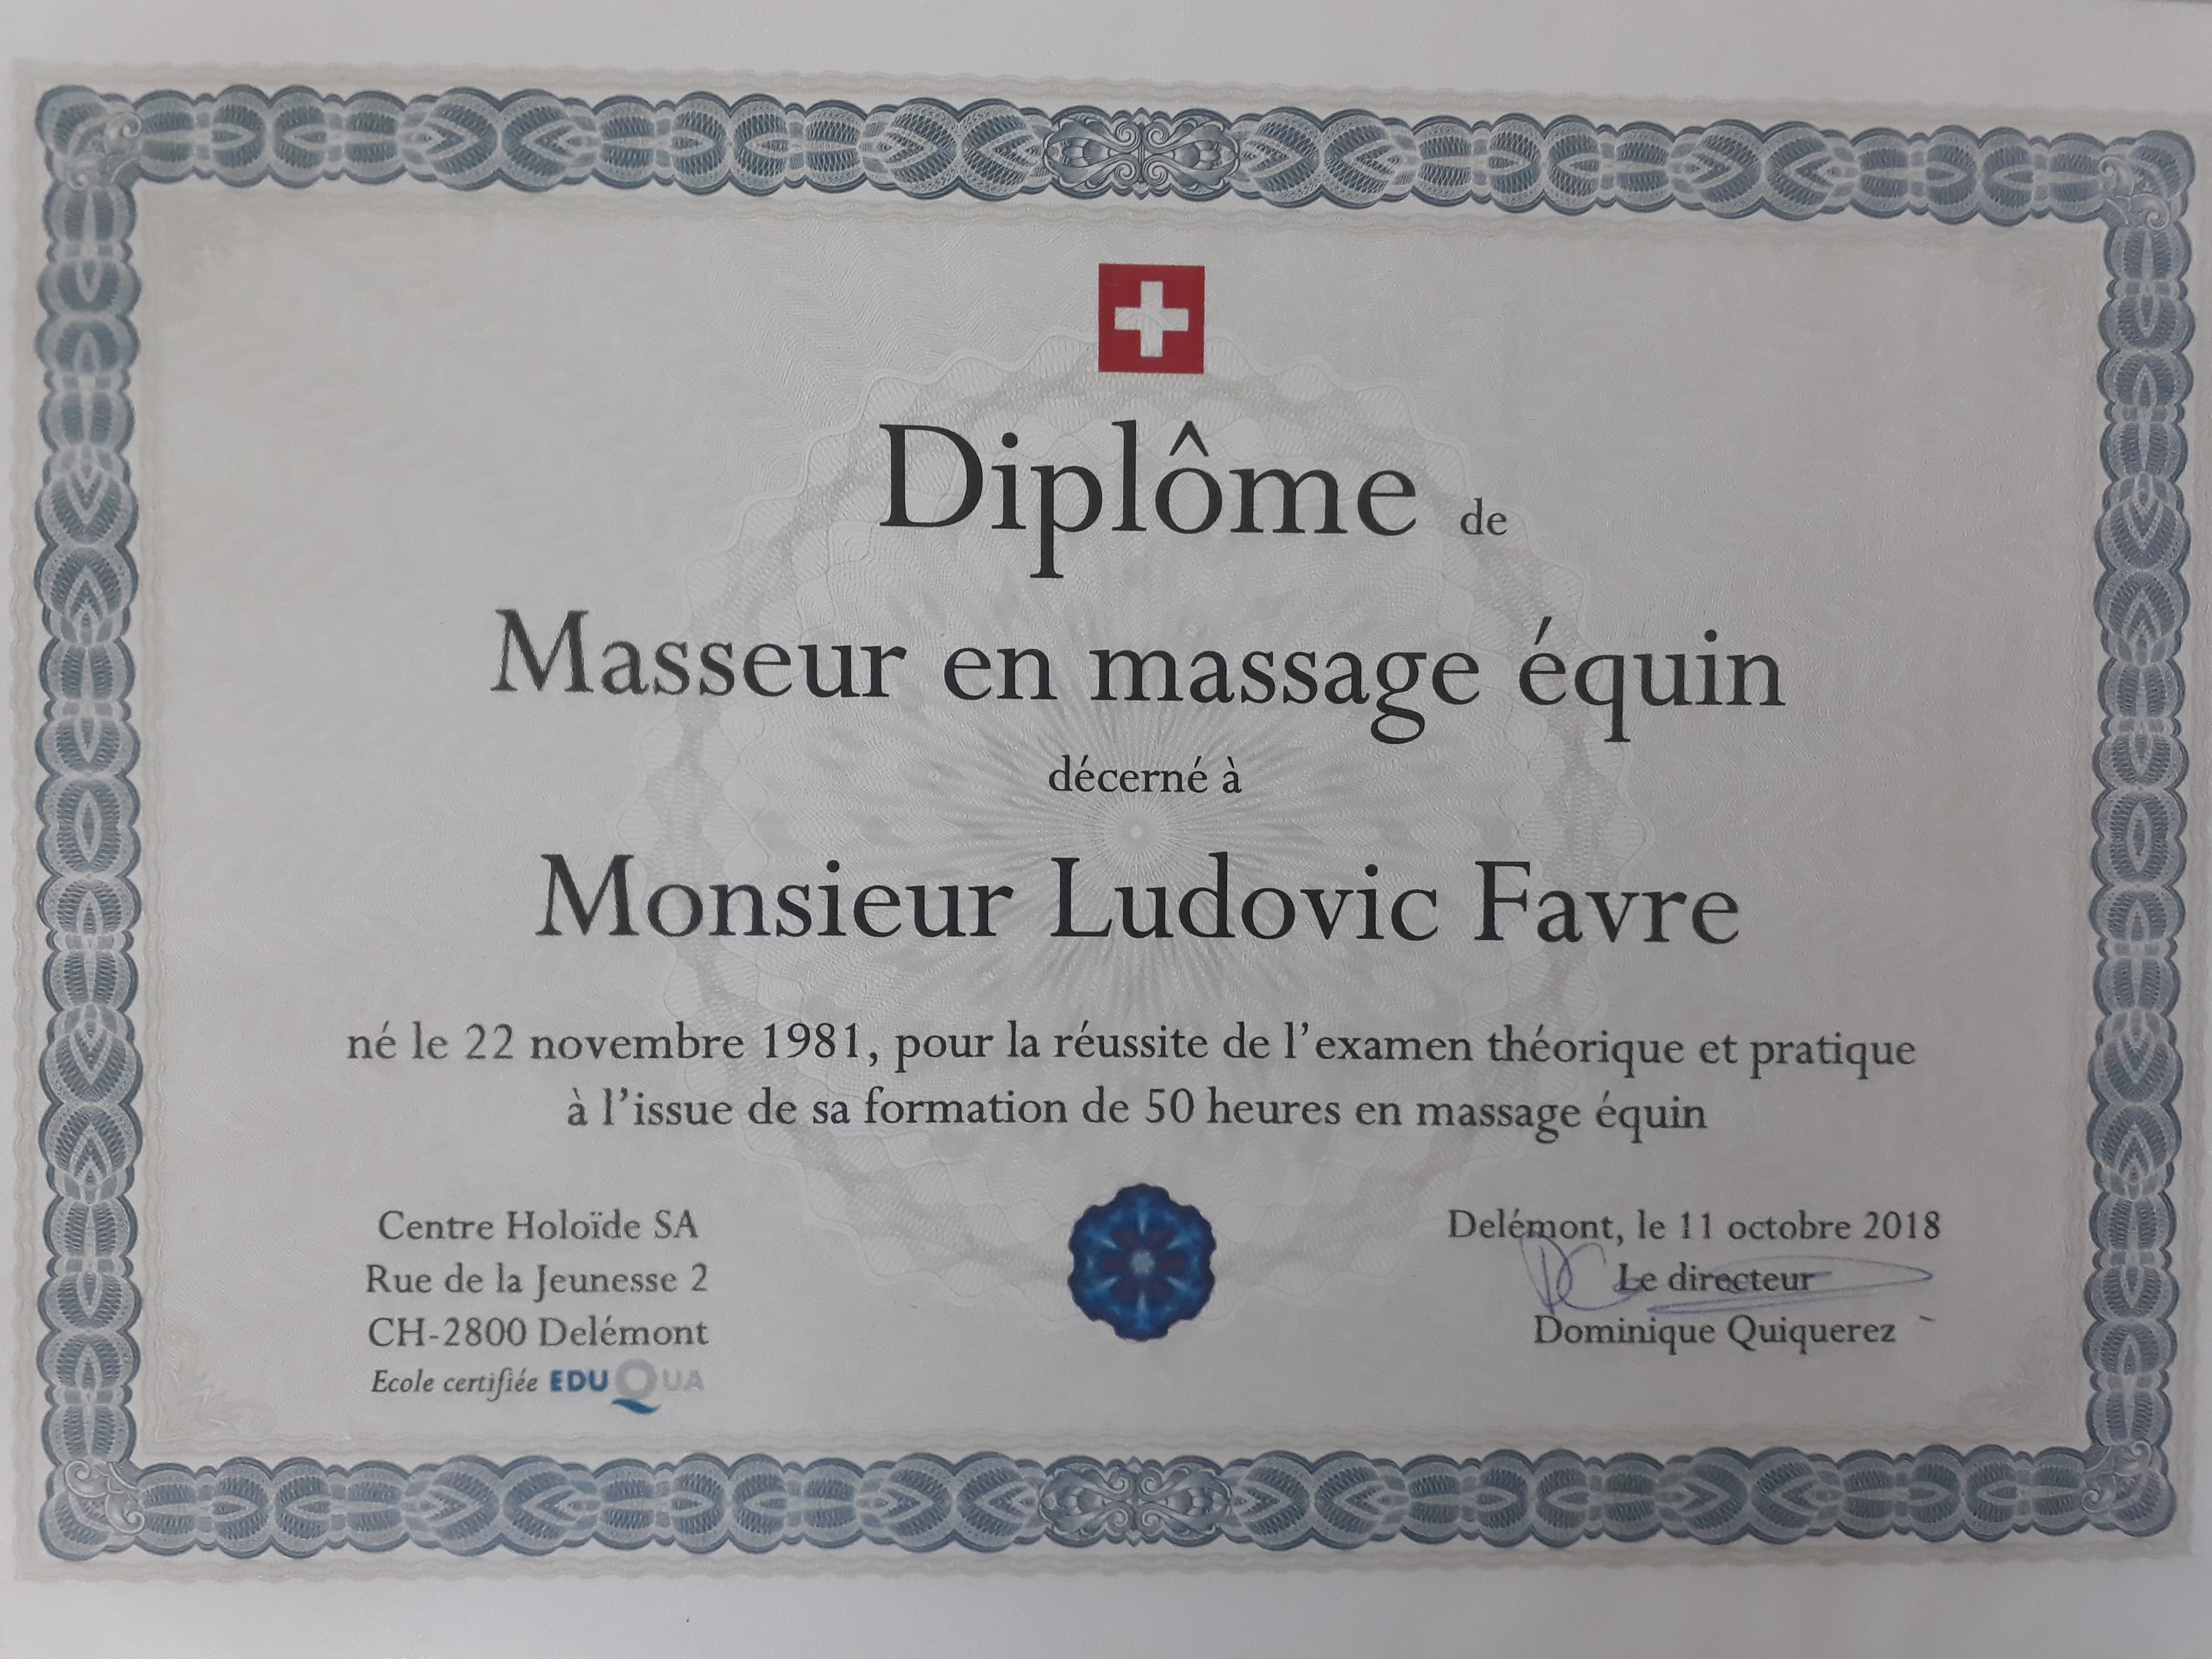 Diplôme de
Masseur en massage équin
décerné à
Monsieur Ludovic Favre
né le 22 novembre 1981, pour la réussite de l'examen théorique et pratique
à l'issue de sa formation de 50 heures en massage équin
Centre Holoïde SA
Rue de la Jeunesse 2
CH-2800 Delémont
Ecole certifiée EDUQUA
Delémont, le 11 octobre 2018
Le directeur
Dominique Quiquerez